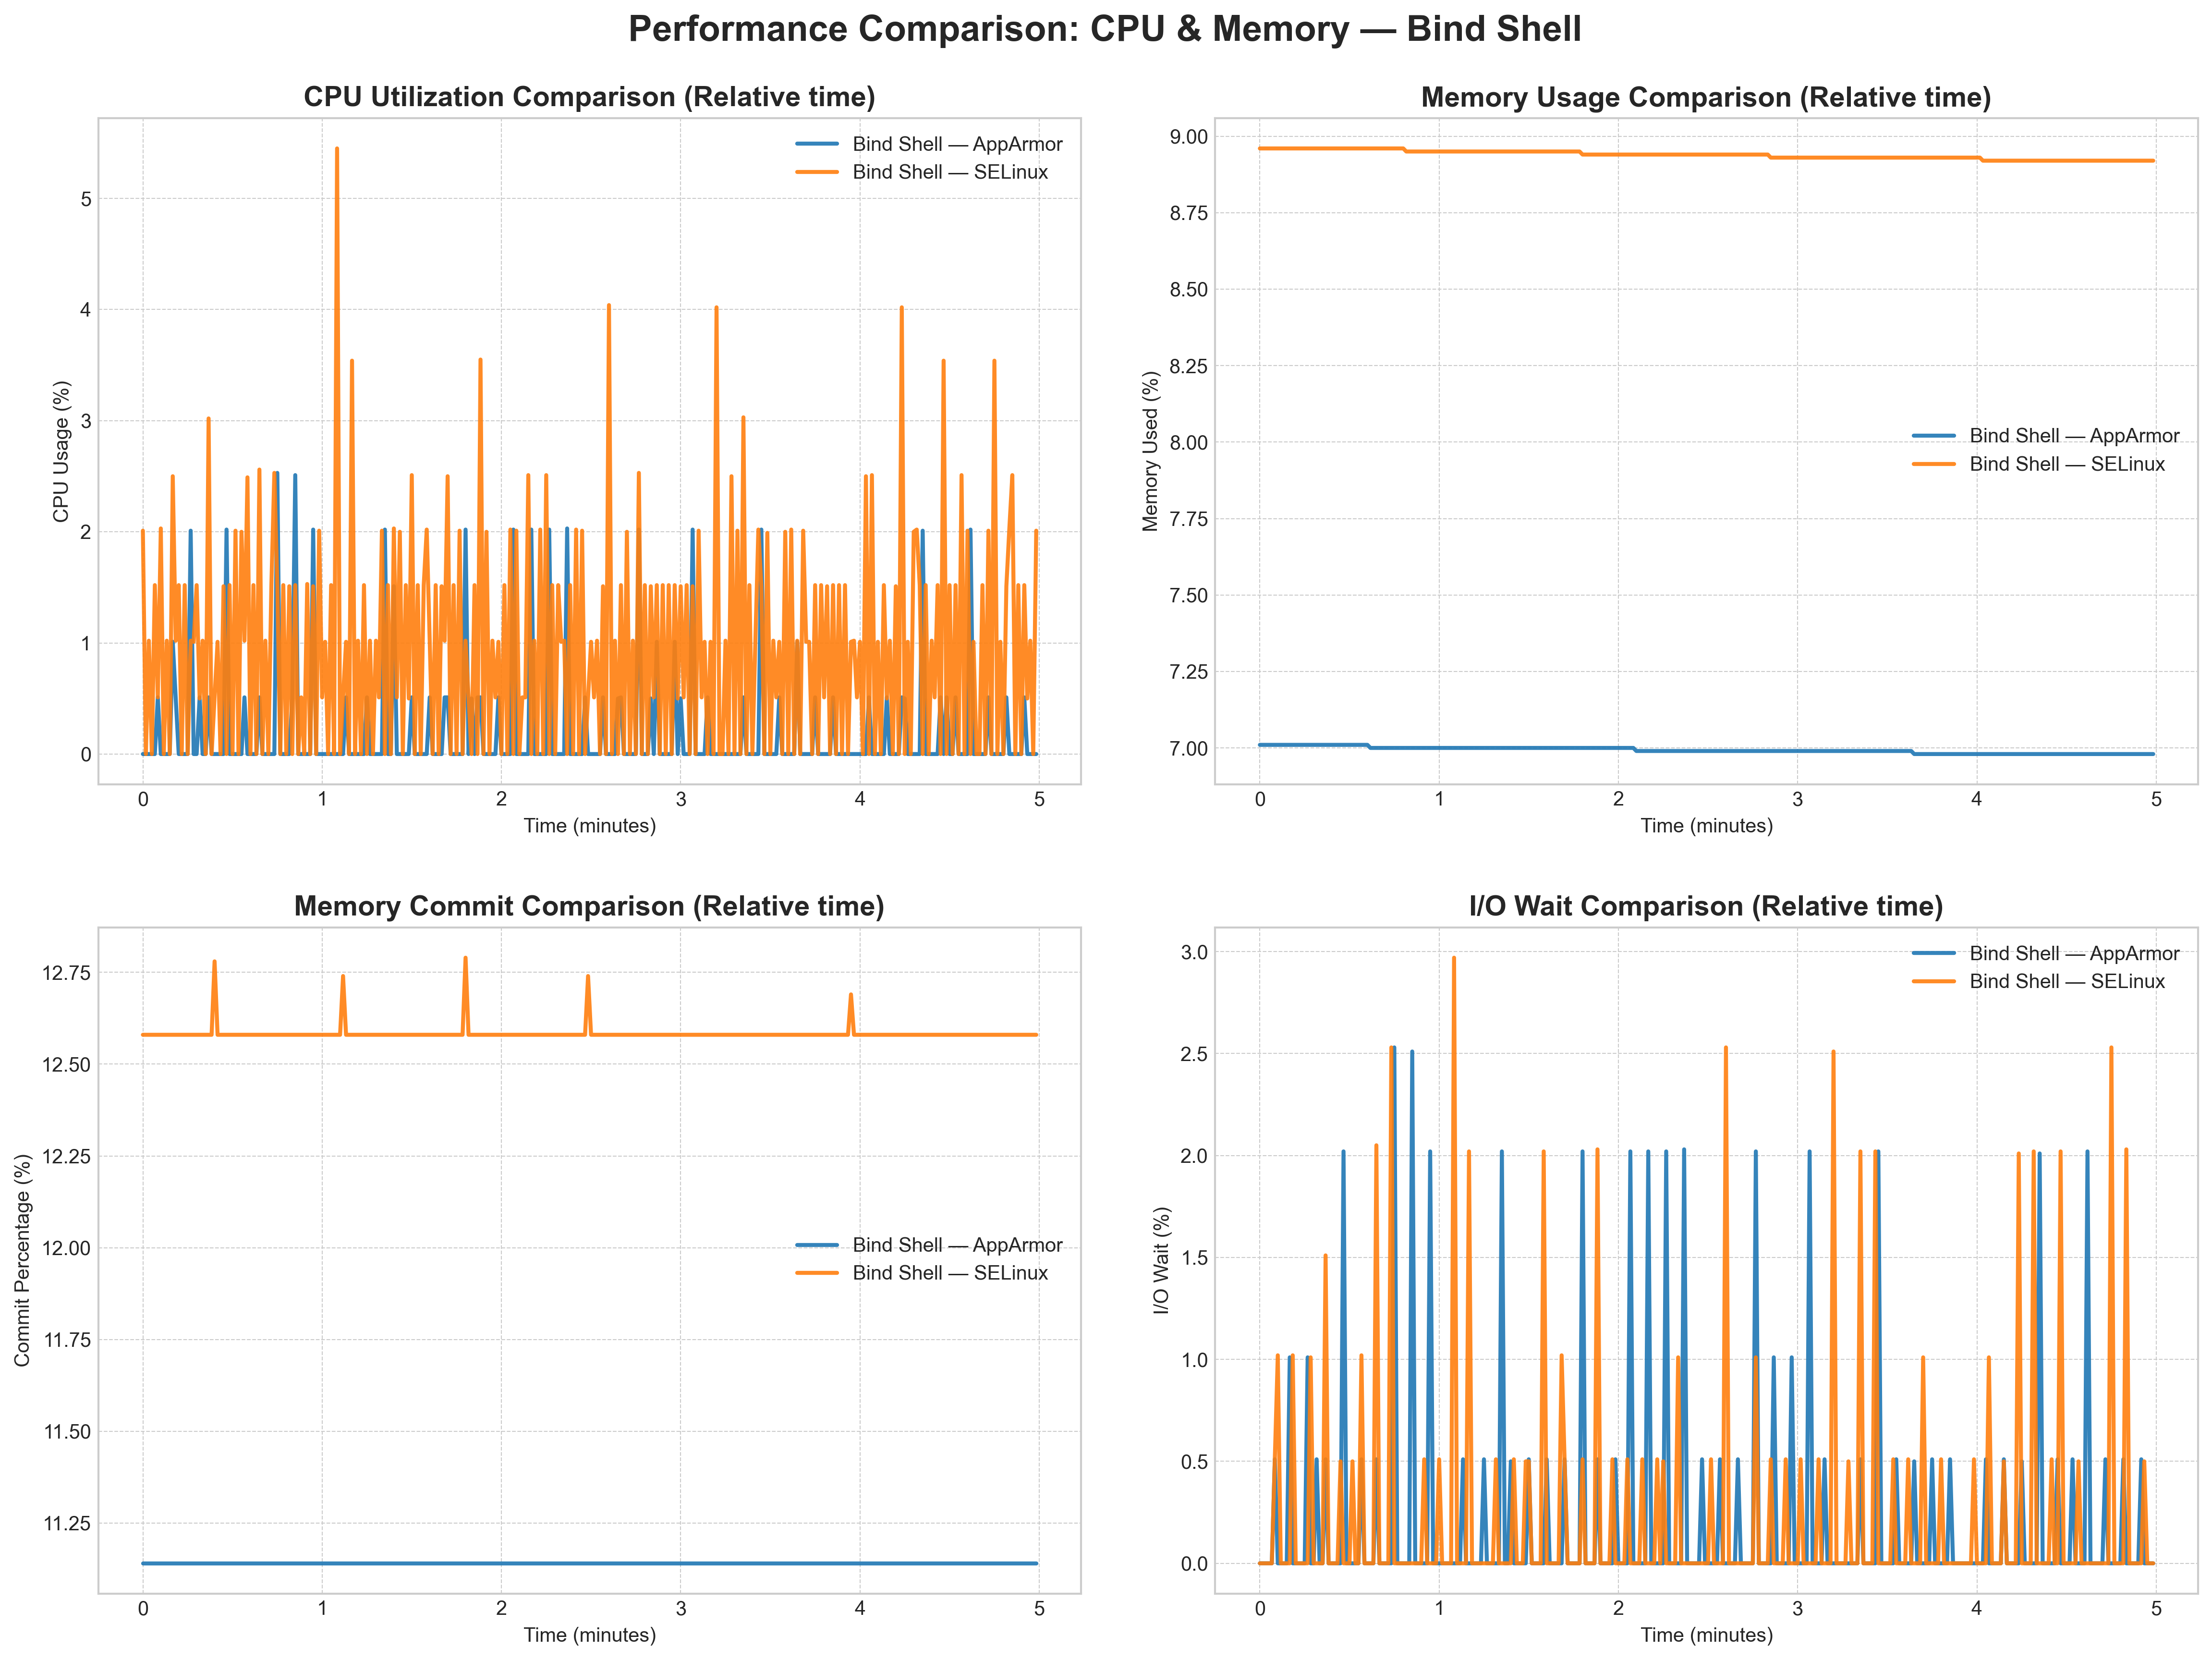 Performance Comparison: CPU & Memory — Bind Shell
CPU Utilization Comparison (Relative time)
CPU Usage (%)
5
4
3
2
1
0
Bind Shell — AppArmor
Bind Shell — SELinux
0 1 2 3 4 5
Time (minutes)
Memory Usage Comparison (Relative time)
Memory Used (%)
9.00
8.75
8.50
8.25
8.00
7.75
7.50
7.25
7.00
Bind Shell — AppArmor
Bind Shell — SELinux
0 1 2 3 4 5
Time (minutes)
Memory Commit Comparison (Relative time)
Commit Percentage (%)
12.75
12.50
12.25
12.00
11.75
11.50
11.25
Bind Shell — AppArmor
Bind Shell — SELinux
0 1 2 3 4 5
Time (minutes)
I/O Wait Comparison (Relative time)
I/O Wait (%)
3.0
2.5
2.0
1.5
1.0
0.5
0.0
Bind Shell — AppArmor
Bind Shell — SELinux
0 1 2 3 4 5
Time (minutes)